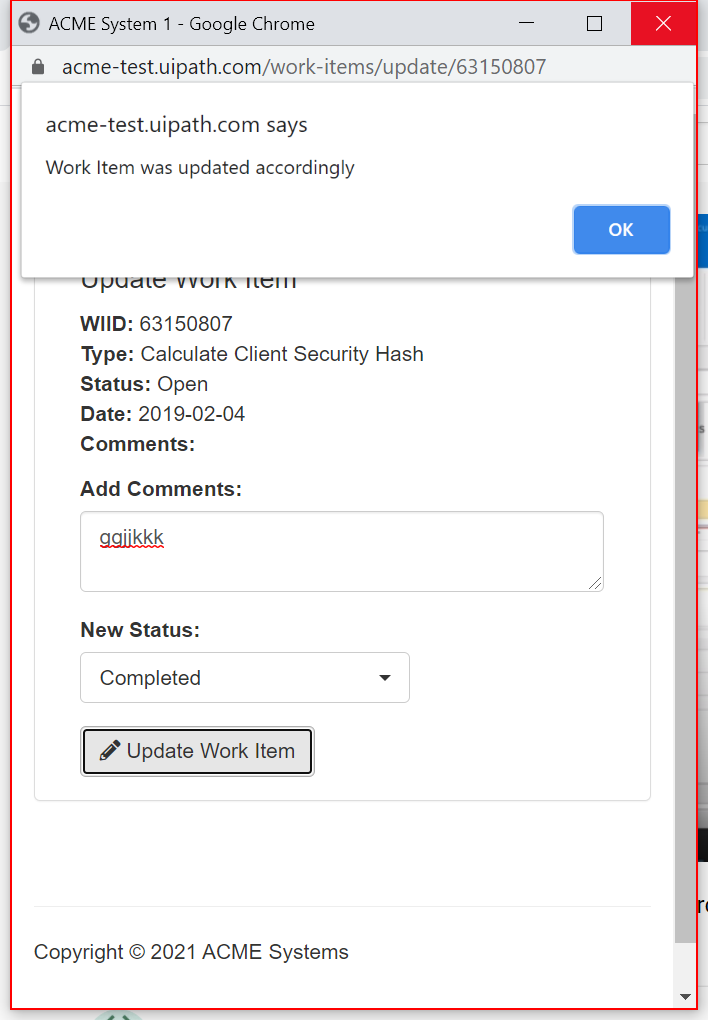 ACME System 1 - Google Chrome
acme-test.uipath.com/work-items/update/63150807
acme-test.uipath.com says
Work Item was updated accordingly
OK
Update Work Item
WIID: 63150807
Type: Calculate Client Security Hash
Status: Open
Date: 2019-02-04
Comments:
Add Comments:
ggjjkkk
New Status:
Completed
Update Work Item
Copyright © 2021 ACME Systems